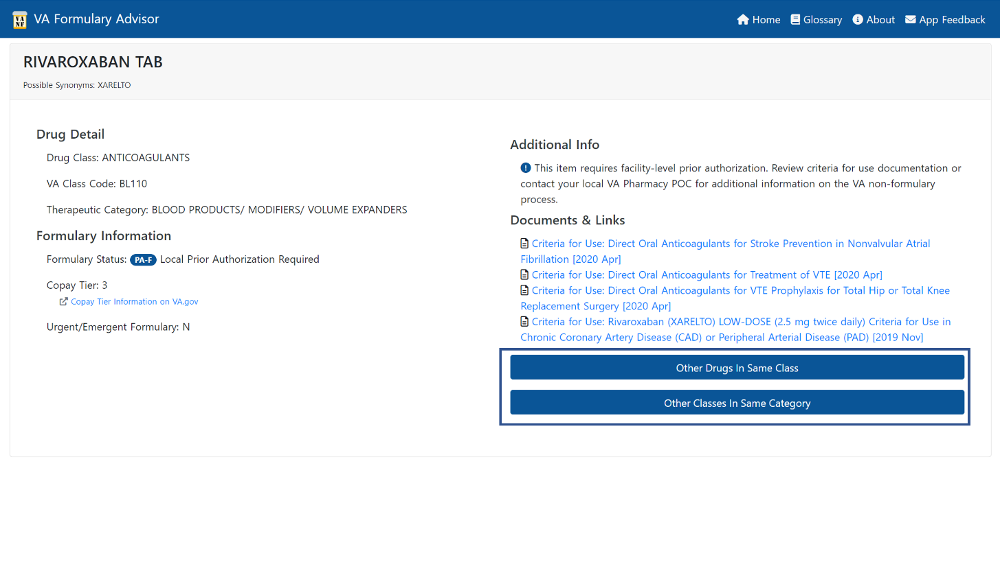 VA NF
VA Formulary Advisor
Home
Glossary
About
App Feedback
RIVAROXABAN TAB
Possible Synonyms: XARELTO
Drug Detail
Drug Class: ANTICOAGULANTS
VA Class Code: BL110
Therapeutic Category: BLOOD PRODUCTS/ MODIFIERS/ VOLUME EXPANDERS
Formulary Information
Formulary Status: PA-F Local Prior Authorization Required
Copay Tier: 3
Copay Tier Information on VA.gov
Urgent/Emergent Formulary: N
Additional Info
This item requires facility-level prior authorization. Review criteria for use documentation or
contact your local VA Pharmacy POC for additional information on the VA non-formulary
process.
Documents & Links
Criteria for Use: Direct Oral Anticoagulants for Stroke Prevention in Nonvalvular Atrial
Fibrillation [2020 Apr]
Criteria for Use: Direct Oral Anticoagulants for Treatment of VTE [2020 Apr]
Criteria for Use: Direct Oral Anticoagulants for VTE Prophylaxis for Total Hip or Total Knee
Replacement Surgery [2020 Apr]
Criteria for Use: Rivaroxaban (XARELTO) LOW-DOSE (2.5 mg twice daily) Criteria for Use in
Chronic Coronary Artery Disease (CAD) or Peripheral Arterial Disease (PAD) [2019 Nov]
Other Drugs In Same Class
Other Classes In Same Category